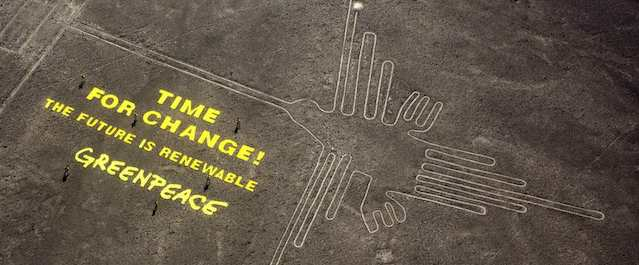 TIME
FOR CHANGE!
THE FUTURE IS RENEWABLE
GREENPEACE